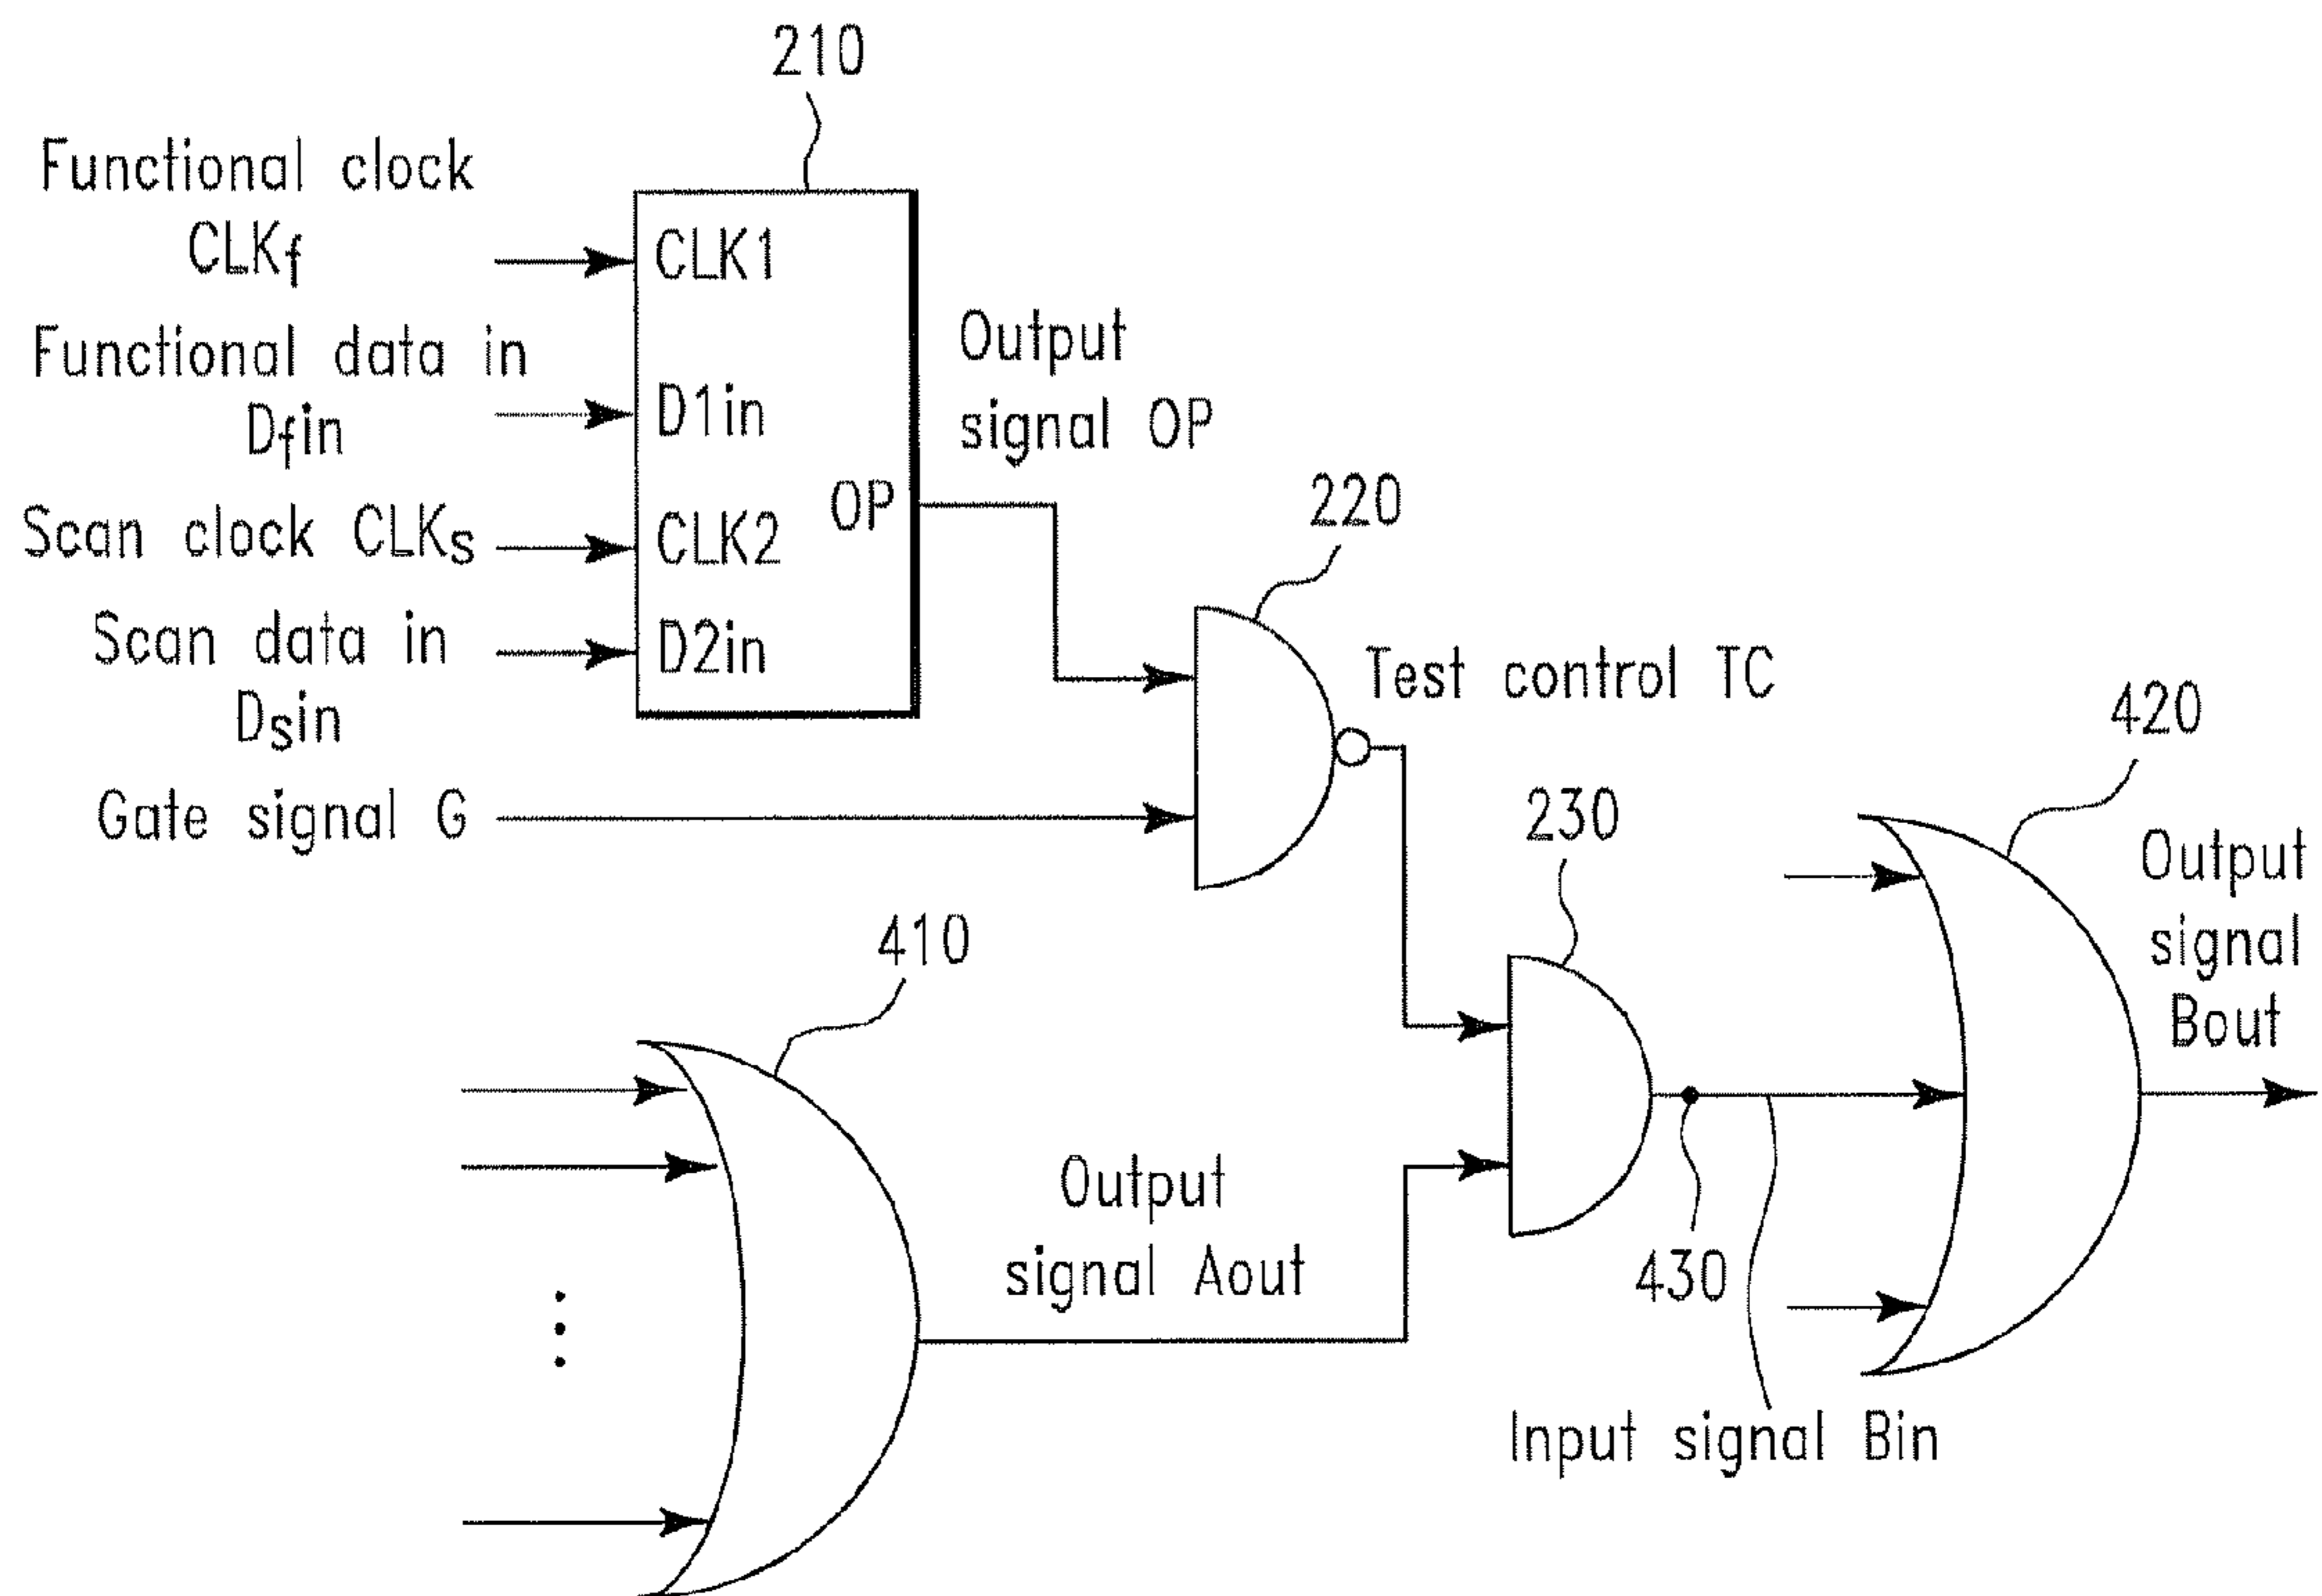 210
Functional clock
CLKf
CLK1
Functional data in
Dfin
D1in
Output
signal OP
OP
Scan clock CLKs
CLK2
220
Scan data in
Dsin
D2in
Test control TC
420
Gate signal G
230
Output
signal
Bout
410
Output
signal Aout
430
Input signal Bin